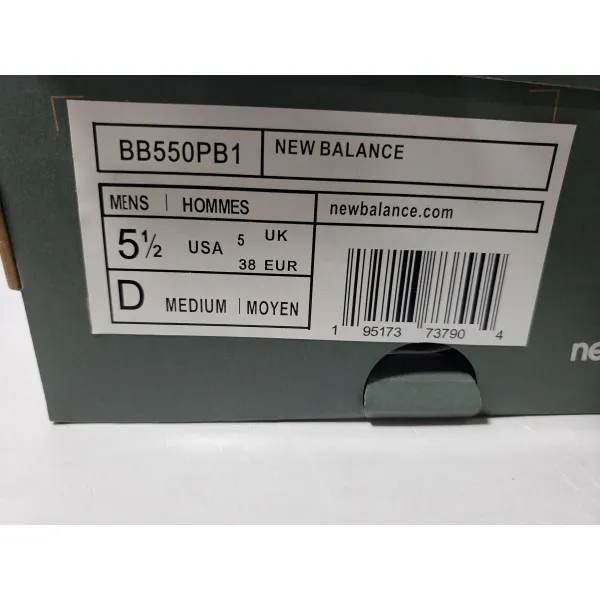 BB550PB1
NEW BALANCE
MENS | HOMMES
newbalance.com
5½ USA 5 UK
38 EUR
D MEDIUM | MOYEN
1 95173 73790 4
ne